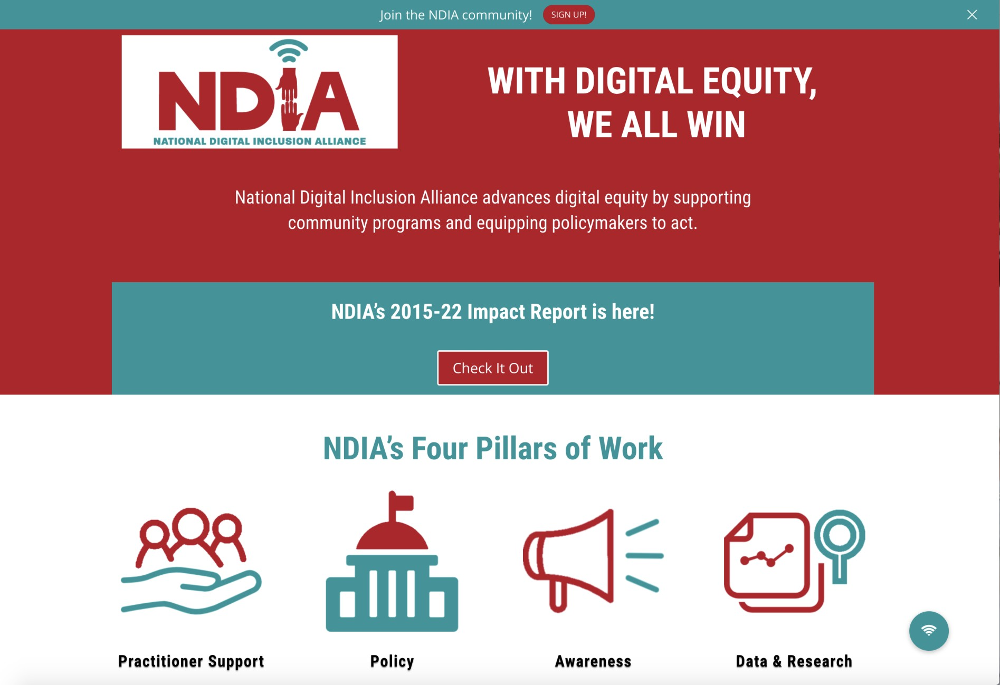 Join the NDIA community!
SIGN UP!
NDIA
NATIONAL DIGITAL INCLUSION ALLIANCE
WITH DIGITAL EQUITY,
WE ALL WIN
National Digital Inclusion Alliance advances digital equity by supporting
community programs and equipping policymakers to act.
NDIA’s 2015-22 Impact Report is here!
Check It Out
NDIA’s Four Pillars of Work
Practitioner Support
Policy
Awareness
Data & Research